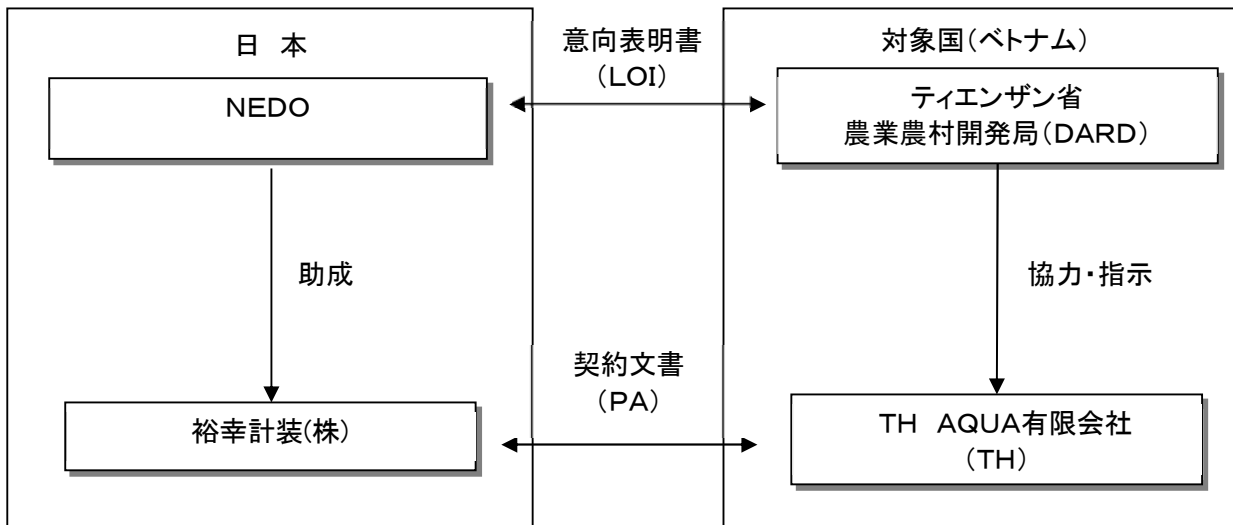 日 本
意向表明書
(LOI)
対象国(ベトナム)
NEDO
ティエンザン省
農業農村開発局(DARD)
助成
協力・指示
契約文書
(PA)
裕幸計装(株)
TH AQUA有限会社
(TH)